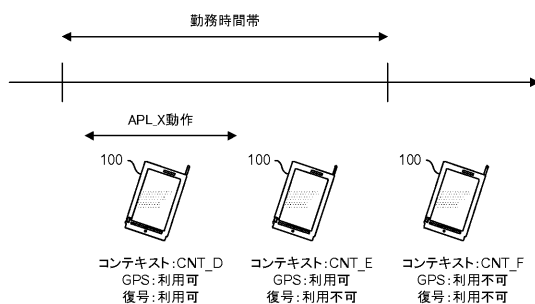 勤務時間帯
APL_X動作
100
100
100
コンテキスト:CNT_D
GPS:利用可
復号:利用可
コンテキスト:CNT_E
GPS:利用可
復号:利用不可
コンテキスト:CNT_F
GPS:利用不可
復号:利用不可